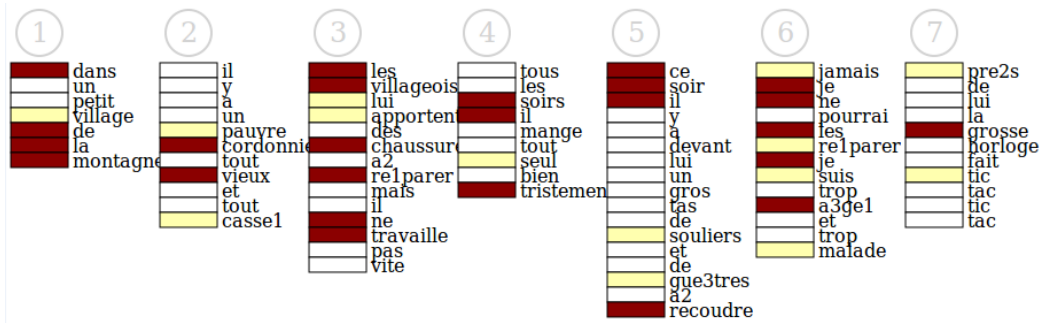 1
dans
un
petit
village
de
la
montagne
2
il
y
a
un
pauvre
cordonnie
tout
vieux
et
tout
casse1
3
les
villageois
lui
apportent
des
chaussure
a2
re1parer
mais
il
ne
travaille
pas
vite
4
tous
les
soirs
il
mange
tout
seul
bien
tristemen
5
ce
soir
il
y
a
devant
lui
un
gros
tas
de
souliers
et
de
gue3tres
a2
recoudre
6
jamais
je
ne
pourrai
les
re1parer
je
suis
trop
a3ge1
et
trop
malade
7
pre2s
de
lui
la
grosse
horloge
fait
tic
tac
tic
tac